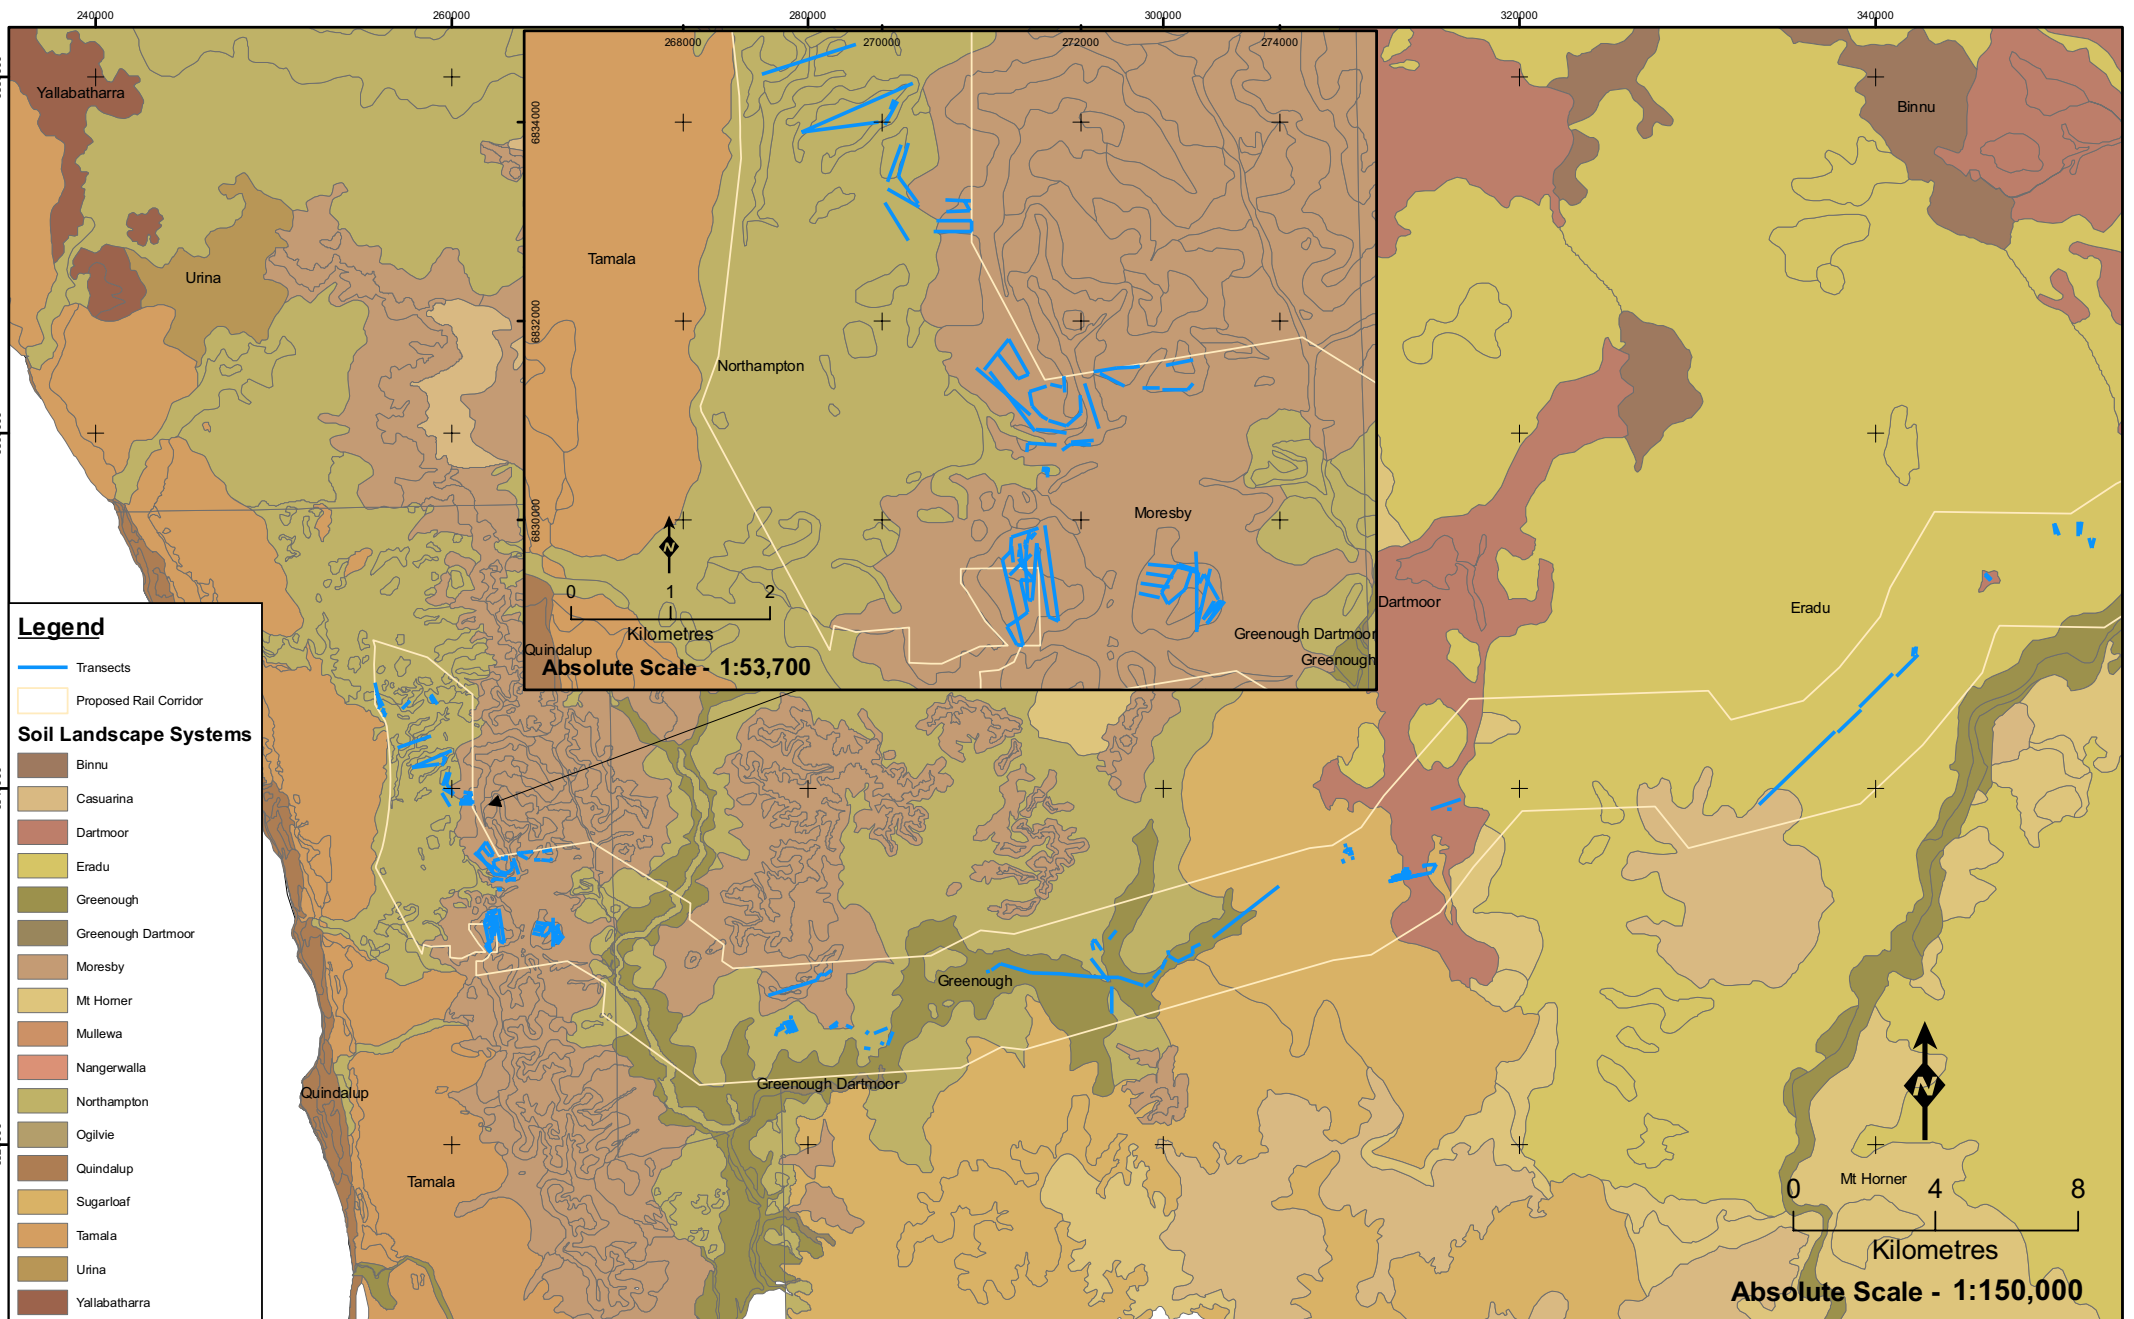 240000 260000 280000 300000 320000 340000
268000 270000 272000 274000
Yallabatharra
Binnu
6834000
Tamala
Urina
6832000
Northampton
6830000
Moresby
Dartmoor
Eradu
0 1 2
Kilometres
Greenough Dartmoor
Quindalup
Greenough
Absolute Scale - 1:53,700
Legend
Transects
Proposed Rail Corridor
Soil Landscape Systems
Binnu
Casuarina
Dartmoor
Eradu
Greenough
Greenough Dartmoor
Moresby
Mt Horner
Mullewa
Nangerwalla
Northampton
Ogilvie
Quindalup
Sugarloaf
Tamala
Urina
Yallabatharra
N
Greenough
Greenough Dartmoor
Quindalup
Tamala
N
Mt Horner
0 4 8
Kilometres
Absolute Scale - 1:150,000